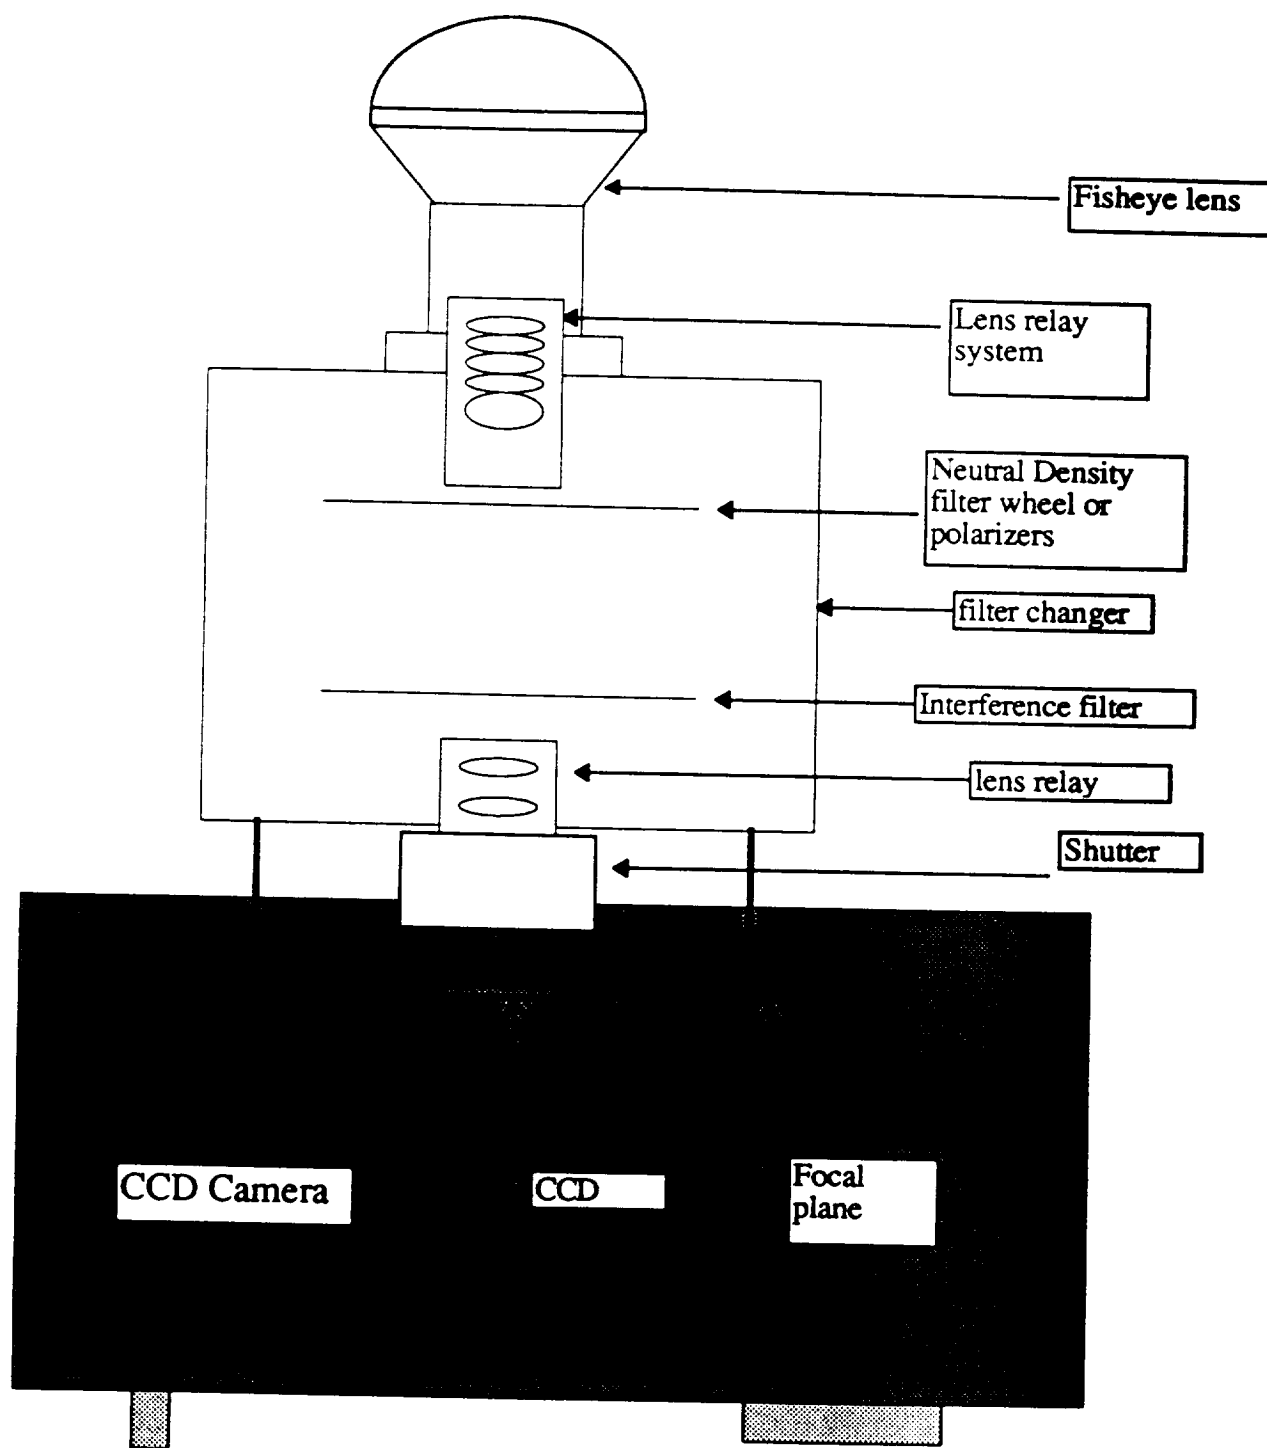 Fisheye lens
Lens relay
system
Neutral Density
filter wheel or
polarizers
filter changer
Interference filter
lens relay
Shutter
CCD Camera
CCD
Focal
plane